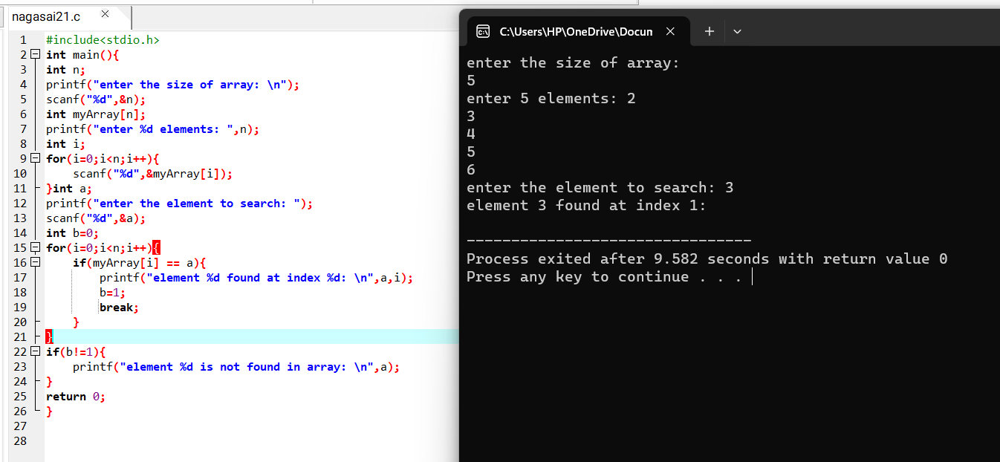 nagasai21.c
1 #include<stdio.h>
2 int main(){
3 int n;
4 printf("enter the size of array: \n");
5 scanf("%d",&n);
6 int myArray[n];
7 printf("enter %d elements: ",n);
8 int i;
9 for(i=0;i<n;i++){
10 scanf("%d",&myArray[i]);
11 }int a;
12 printf("enter the element to search: ");
13 scanf("%d",&a);
14 int b=0;
15 for(i=0;i<n;i++){
16 if(myArray[i] == a){
17 printf("element %d found at index %d: \n",a,i);
18 b=1;
19 break;
20 }
21 }
22 if(b!=1){
23 printf("element %d is not found in array: \n",a);
24 }
25 return 0;
26 }
27
28
C:\Users\HP\OneDrive\Docun
enter the size of array:
5
enter 5 elements: 2
3
4
5
6
enter the element to search: 3
element 3 found at index 1:
--------------------------------
Process exited after 9.582 seconds with return value 0
Press any key to continue . . .